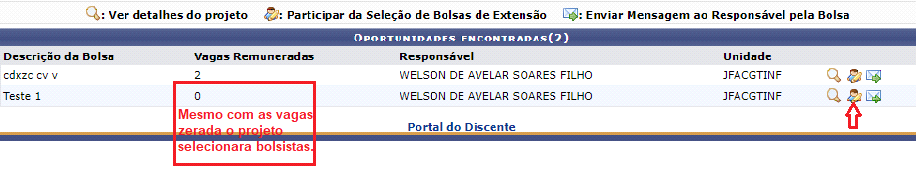 : Ver detalhes do projeto : Participar da Seleção de Bolsas de Extensão : Enviar Mensagem ao Responsável pela Bolsa
Oportunidades encontradas(2)
Descrição da Bolsa Vagas Remuneradas Responsável Unidade
cdxzc cv v 2 WELSON DE AVELAR SOARES FILHO JFACGTINF
Teste 1 0 WELSON DE AVELAR SOARES FILHO JFACGTINF
Mesmo com as vagas
zerada o projeto
selecionara bolsistas.
Portal do Discente